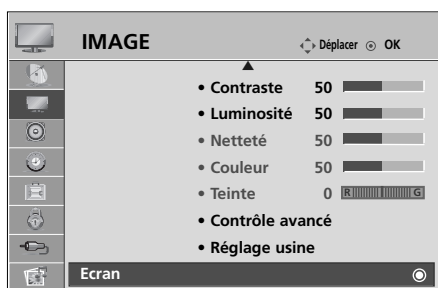 IMAGE Déplacer OK
• Contraste 50
• Luminosité 50
• Netteté 50
• Couleur 50
• Teinte 0 R G
• Contrôle avancé
• Réglage usine
Ecran